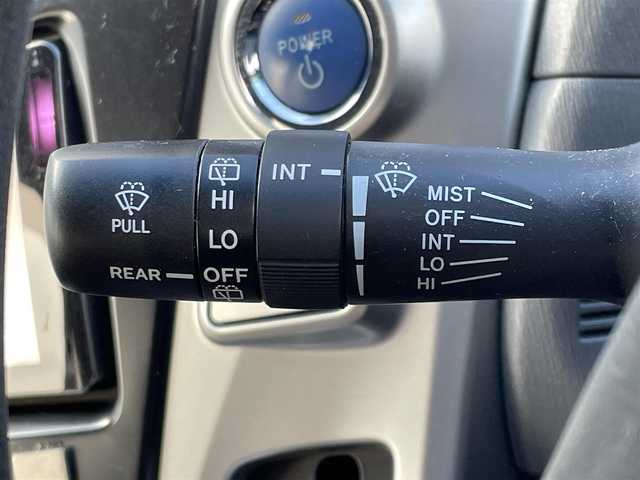 POWER
INT
HI
MIST
PULL
OFF
LO
INT
REAR
OFF
LO
HI